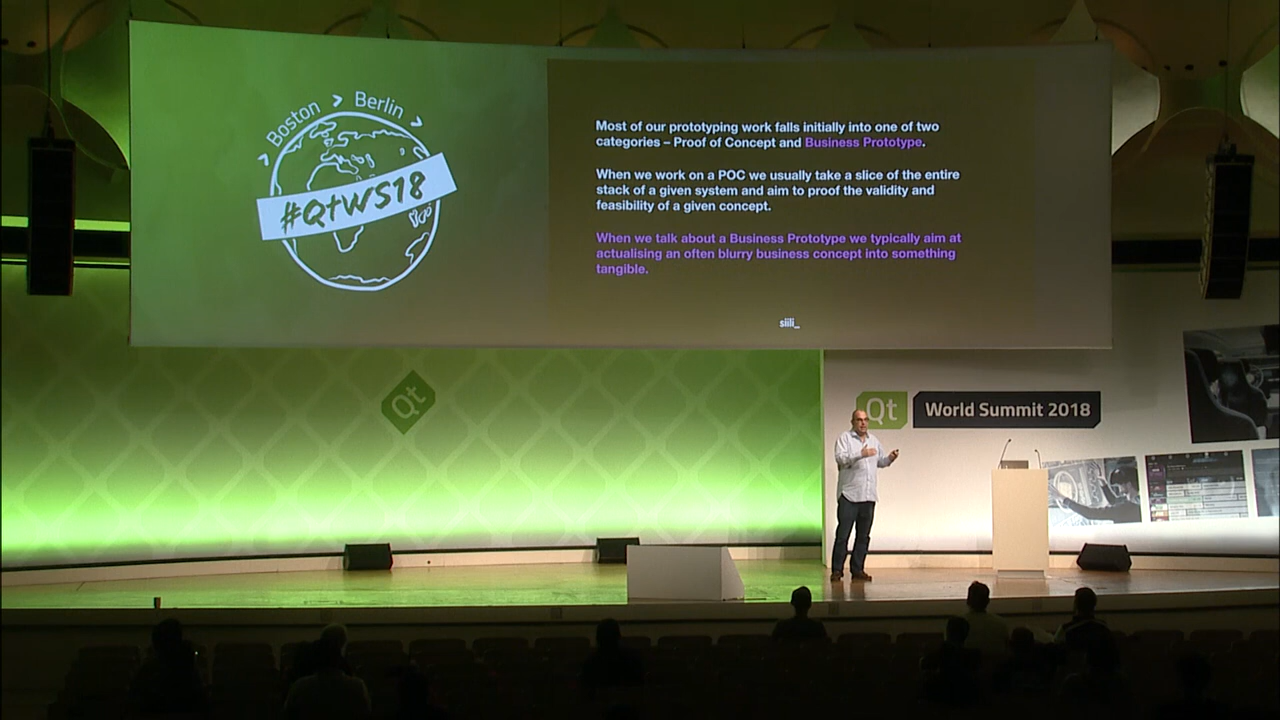 > Boston > Berlin >
#QtWS18
Most of our prototyping work falls initially into one of two
categories – Proof of Concept and Business Prototype.
When we work on a POC we usually take a slice of the entire
stack of a given system and aim to proof the validity and
feasibility of a given concept.
When we talk about a Business Prototype we typically aim at
actualising an often blurry business concept into something
tangible.
siili_
Qt
Qt World Summit 2018